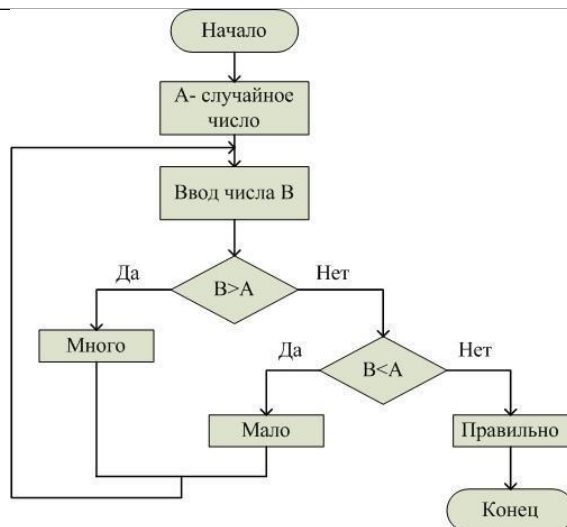 Начало
А- случайное
число
Ввод числа В
Да
В>А
Нет
Много
Да
В<А
Нет
Мало
Правильно
Конец